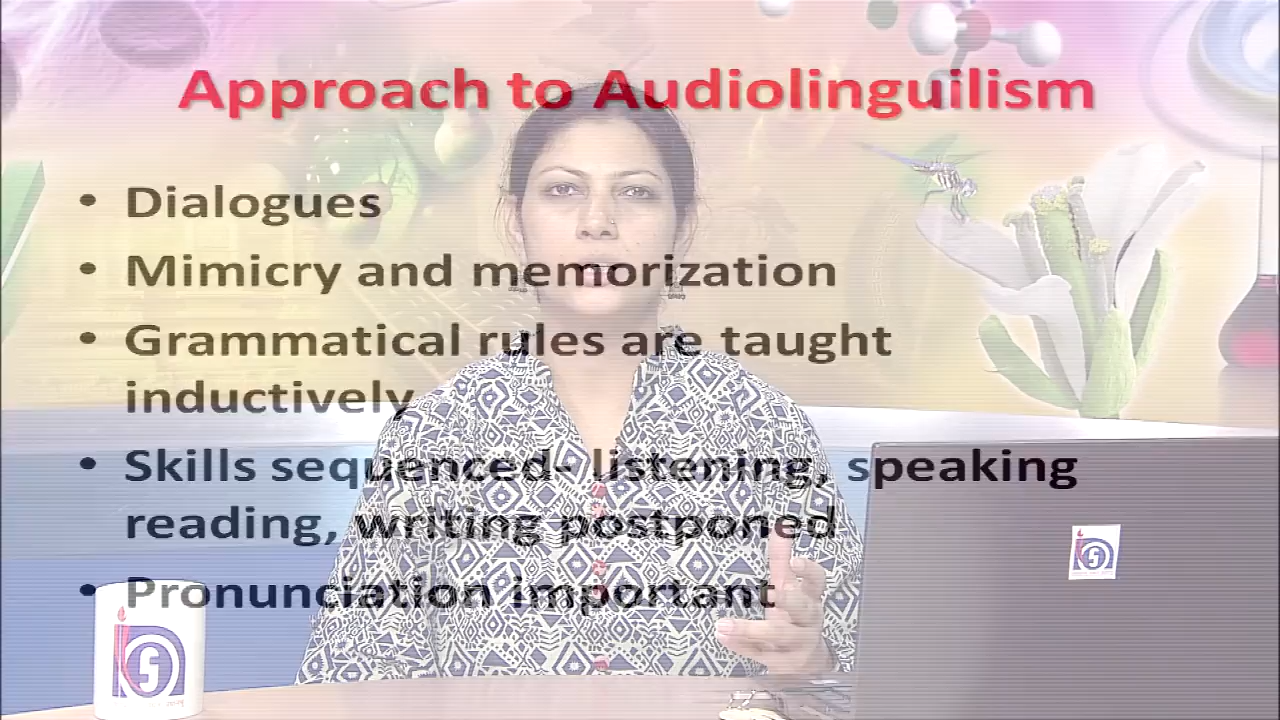 Approach to Audiolinguilism
• Dialogues
• Mimicry and memorization
• Grammatical rules are taught
inductively
• Skills sequenced- listening, speaking
reading, writing postponed
• Pronunciation important